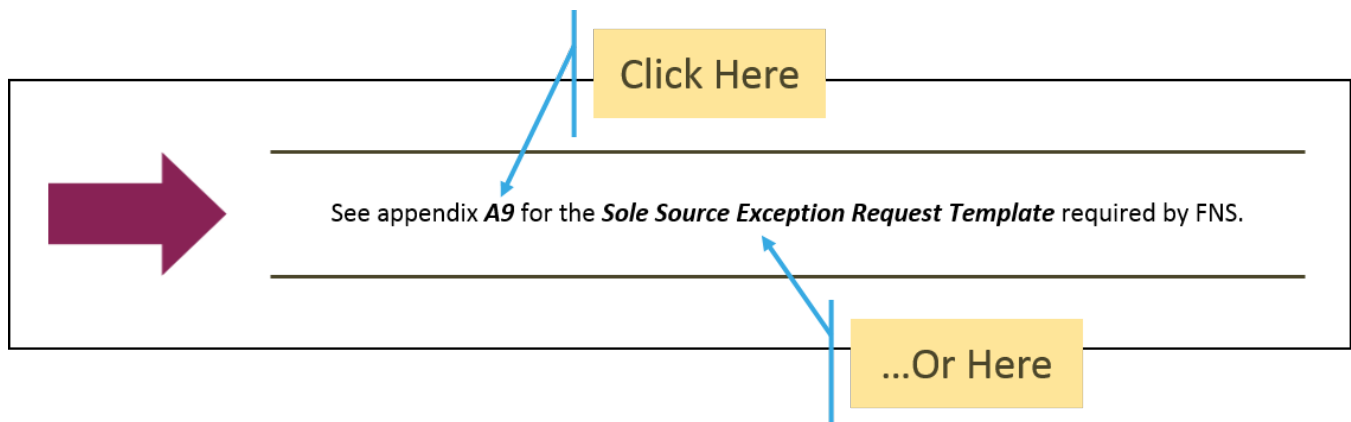 Click Here
See appendix A9 for the Sole Source Exception Request Template required by FNS.
...Or Here